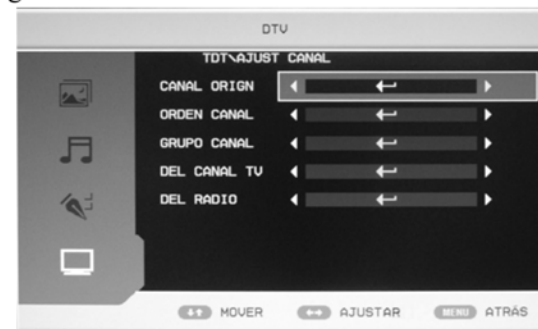 DTV
TDT\AJUST CANAL
CANAL ORIGN
ORDEN CANAL
GRUPO CANAL
DEL CANAL TV
DEL RADIO
MOVER AJUSTAR MENU ATRÁS